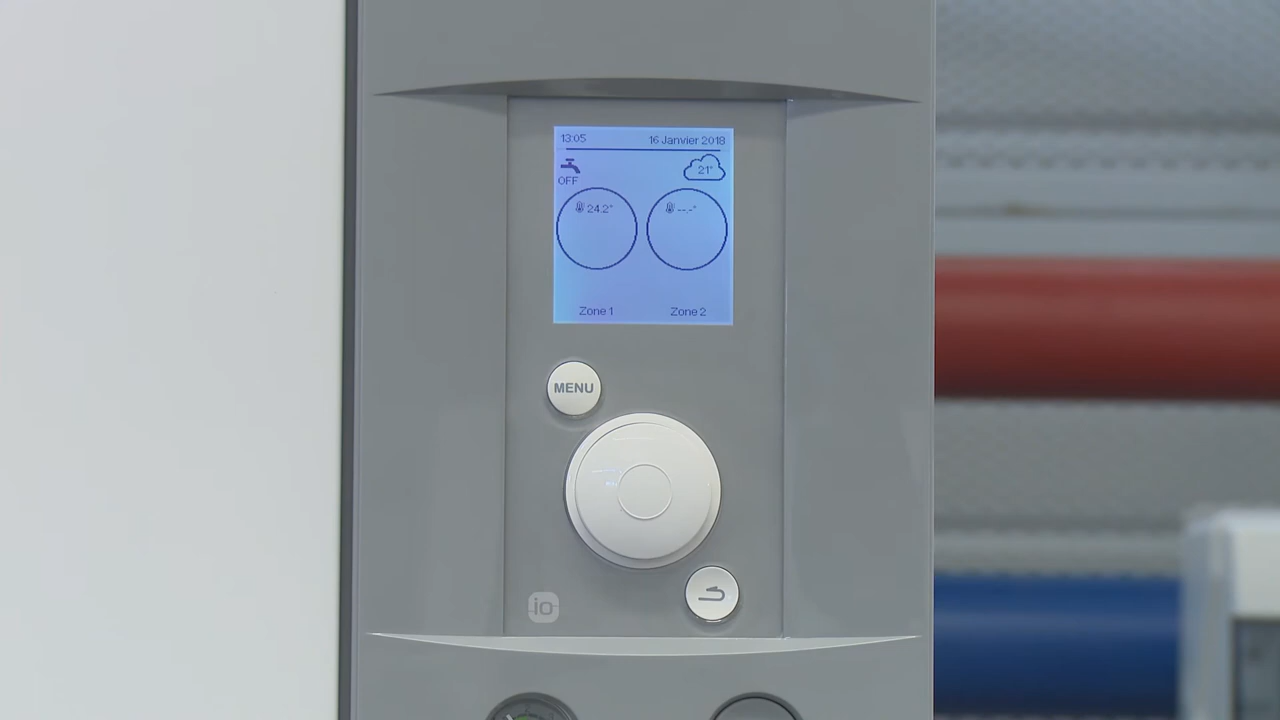 13:05 16 Janvier 2018
21°
OFF
24.2° --.-°
Zone 1 Zone 2
MENU
io